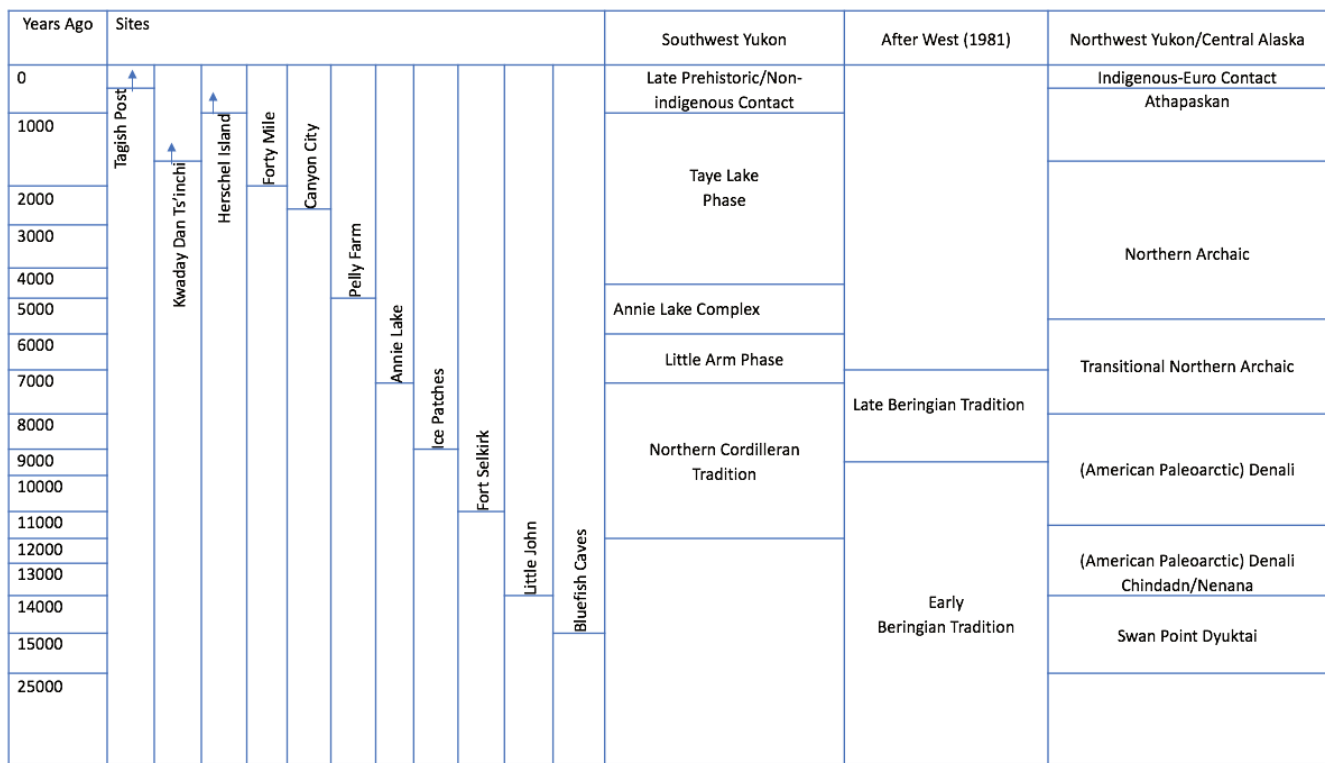 Years Ago
Sites
Southwest Yukon
After West (1981)
Northwest Yukon/Central Alaska
0
1000
2000
3000
4000
5000
6000
7000
8000
9000
10000
11000
12000
13000
14000
15000
25000
Tagish Post
Kwaday Dan Ts'inchi
Herschel Island
Forty Mile
Canyon City
Pelly Farm
Annie Lake
Ice Patches
Fort Selkirk
Little John
Bluefish Caves
Late Prehistoric/Non-
indigenous Contact
Taye Lake
Phase
Annie Lake Complex
Little Arm Phase
Northern Cordilleran
Tradition
Late Beringian Tradition
Early
Beringian Tradition
Indigenous-Euro Contact
Athapaskan
Northern Archaic
Transitional Northern Archaic
(American Paleoarctic) Denali
(American Paleoarctic) Denali
Chindadn/Nenana
Swan Point Dyuktai